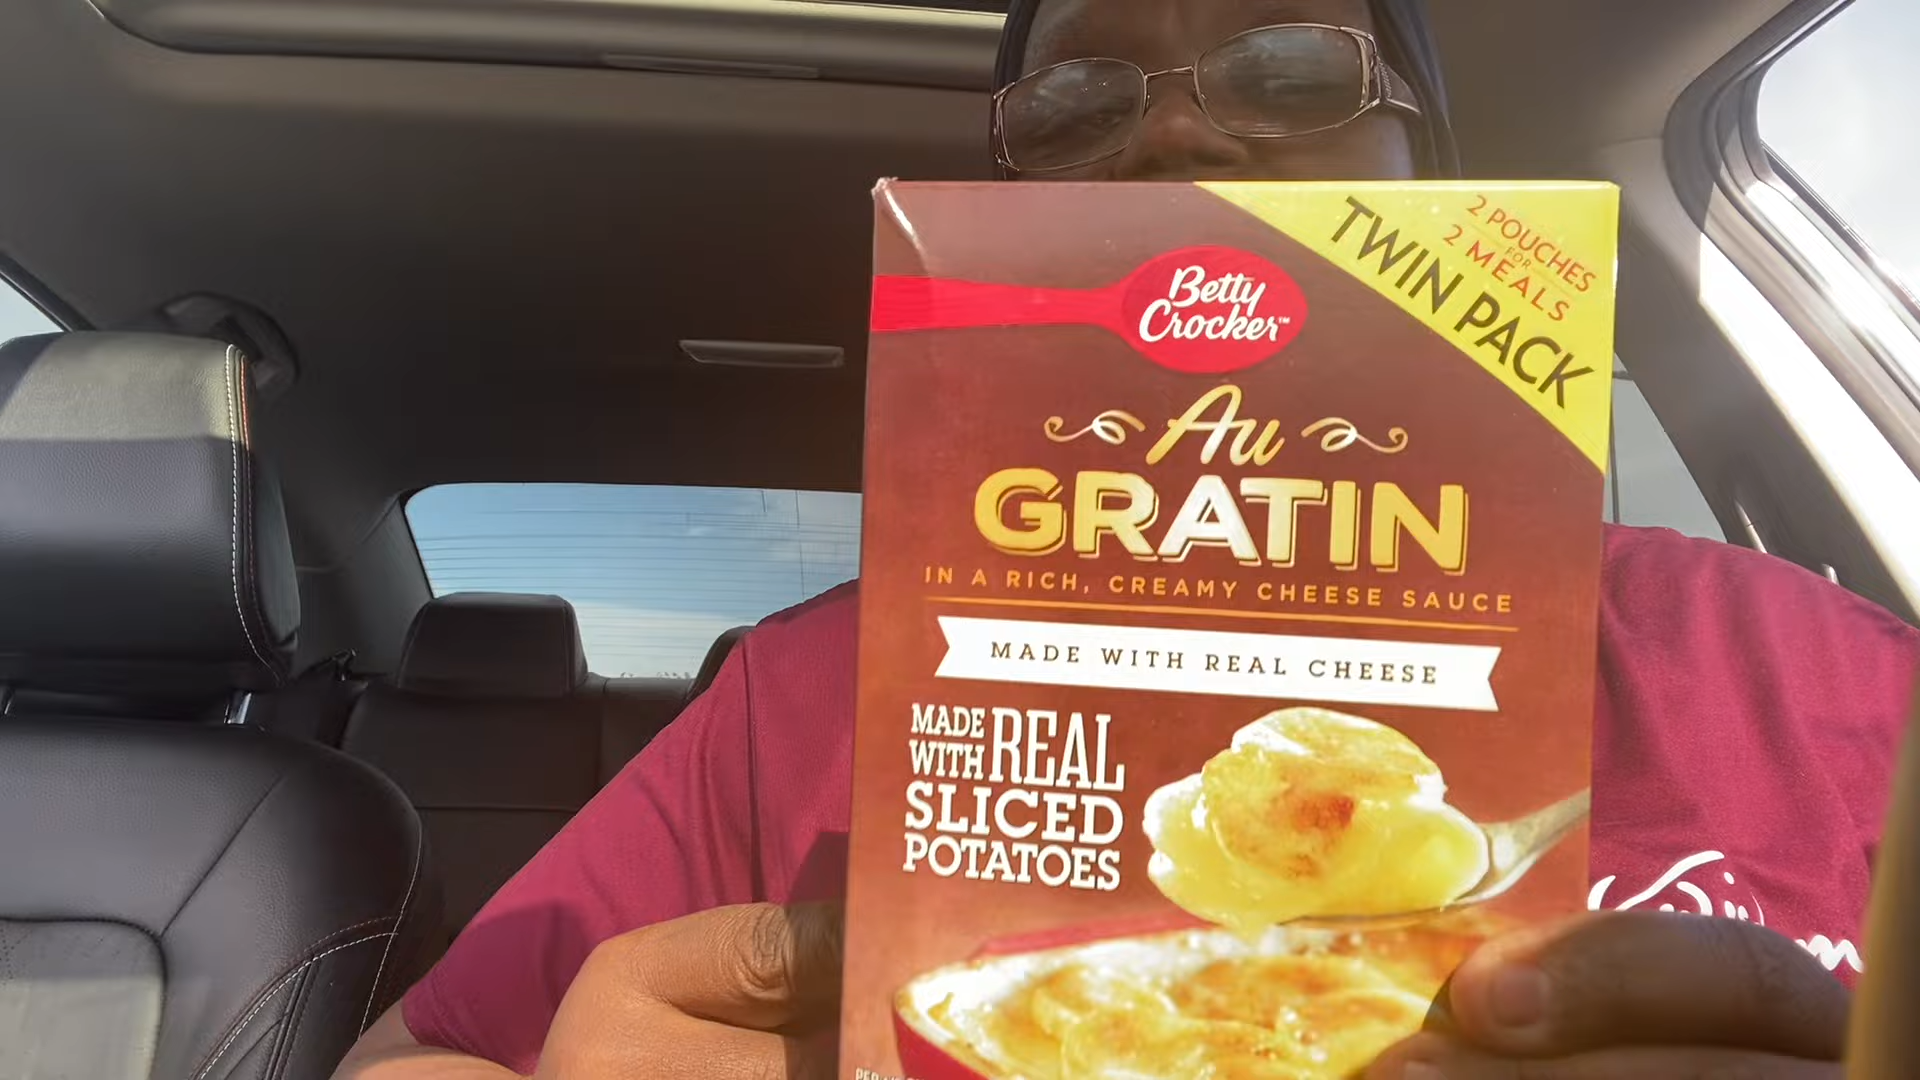 Betty
Crocker™
TWIN PACK
2 POUCHES
FOR
2 MEALS
Au
GRATIN
IN A RICH, CREAMY CHEESE SAUCE
MADE WITH REAL CHEESE
MADE
WITH REAL
SLICED
POTATOES